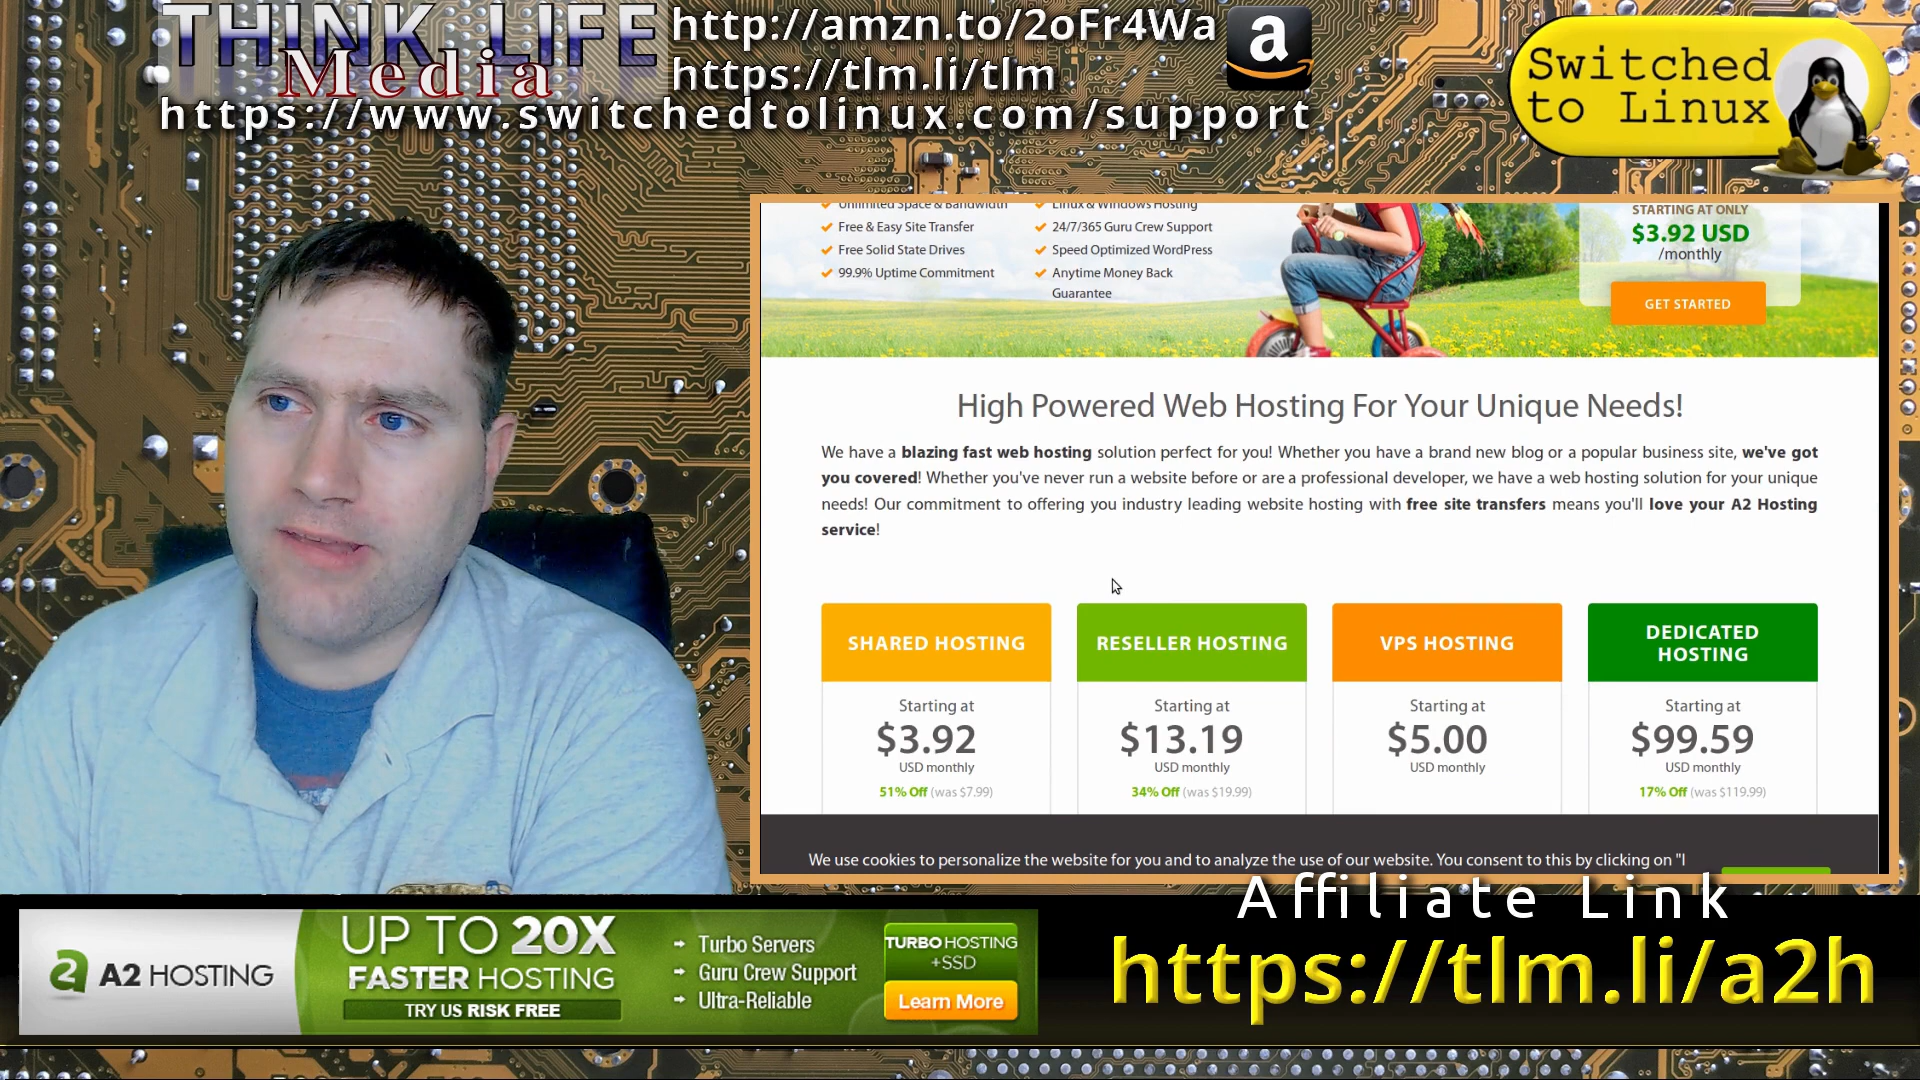 THINK LIFE
Media
http://amzn.to/2oFr4Wa
https://tlm.li/tlm
https://www.switchedtolinux.com/support
a
Switched
to Linux
Unlimited Space & Bandwidth
Linux & Windows Hosting
Free & Easy Site Transfer
24/7/365 Guru Crew Support
Free Solid State Drives
Speed Optimized WordPress
99.9% Uptime Commitment
Anytime Money Back
Guarantee
STARTING AT ONLY
$3.92 USD
/monthly
GET STARTED
High Powered Web Hosting For Your Unique Needs!
We have a blazing fast web hosting solution perfect for you! Whether you have a brand new blog or a popular business site, we've got
you covered! Whether you've never run a website before or are a professional developer, we have a web hosting solution for your unique
needs! Our commitment to offering you industry leading website hosting with free site transfers means you'll love your A2 Hosting
service!
SHARED HOSTING
Starting at
$3.92
USD monthly
51% Off (was $7.99)
RESELLER HOSTING
Starting at
$13.19
USD monthly
34% Off (was $19.99)
VPS HOSTING
Starting at
$5.00
USD monthly
DEDICATED
HOSTING
Starting at
$99.59
USD monthly
17% Off (was $119.99)
We use cookies to personalize the website for you and to analyze the use of our website. You consent to this by clicking on "I
A2 HOSTING
UP TO 20X
FASTER HOSTING
TRY US RISK FREE
Turbo Servers
Guru Crew Support
Ultra-Reliable
TURBO HOSTING
+SSD
Learn More
Affiliate Link
https://tlm.li/a2h